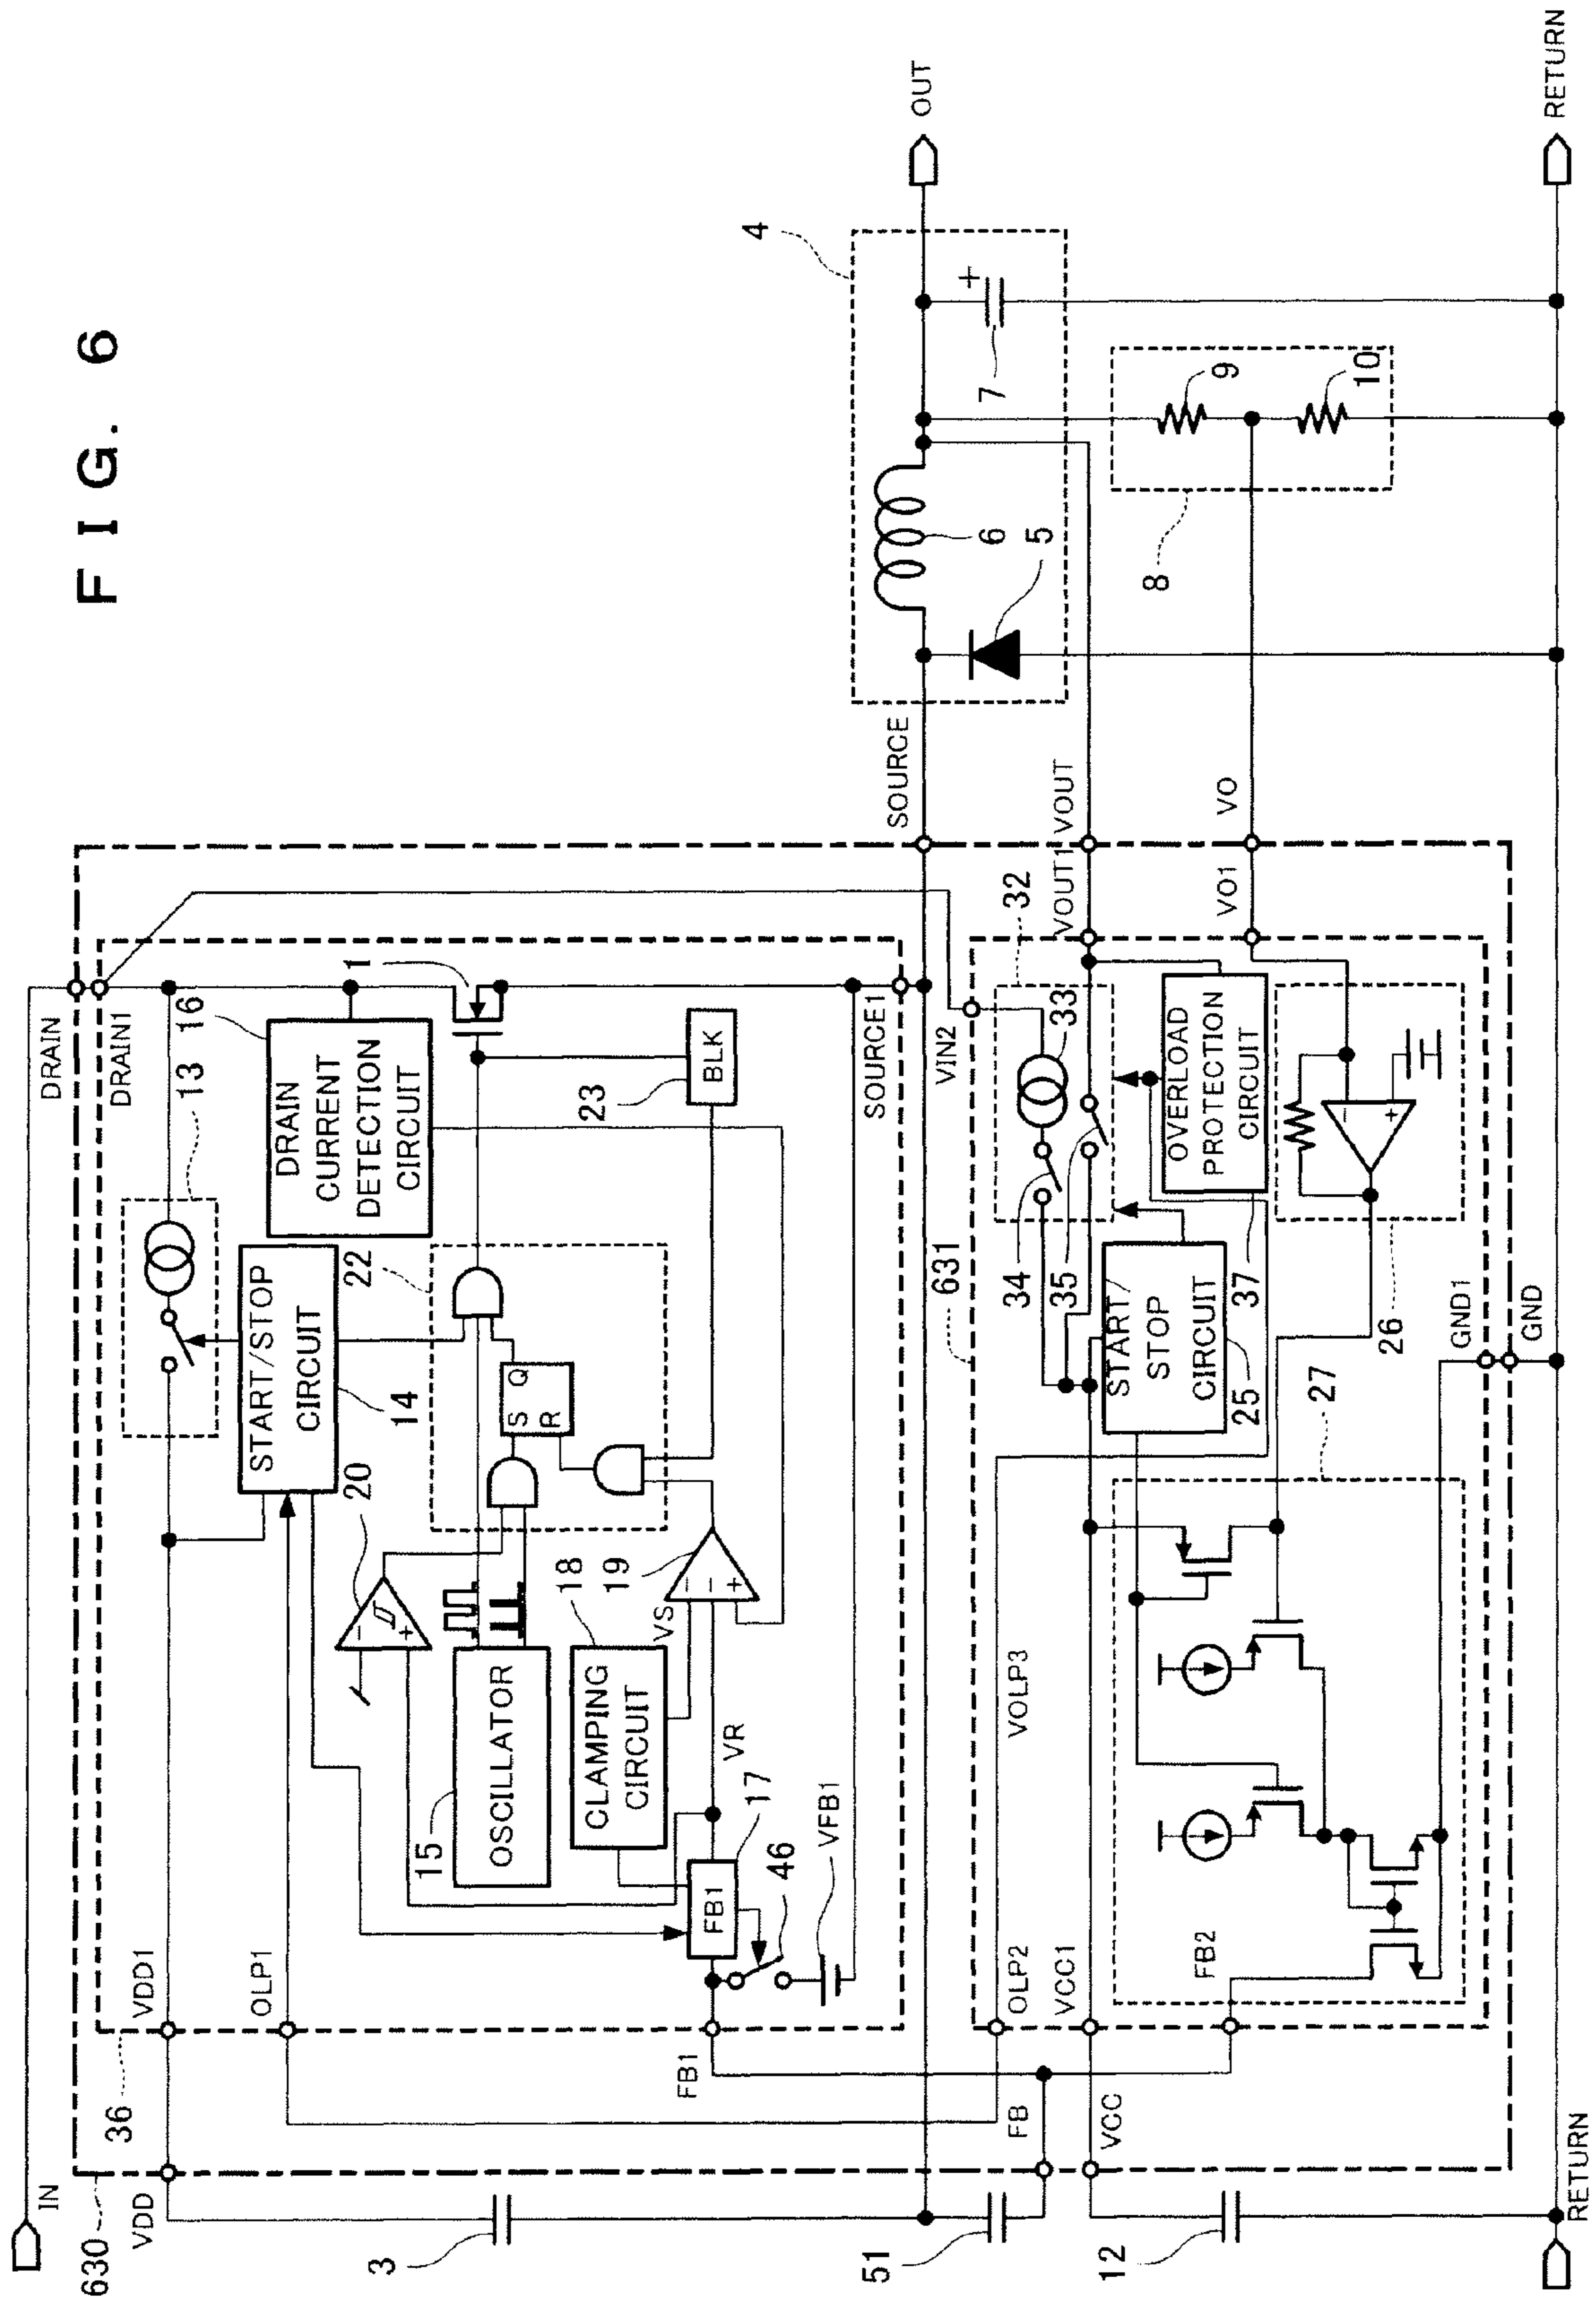 FIG. 6
IN
DRAIN
DRAIN1
630
36
VDD
VDD1
13
START/STOP
CIRCUIT
14
16
DRAIN
CURRENT
DETECTION
CIRCUIT
1
OLP1
20
22
-
+
15
OSCILLATOR
S
Q
R
23
BLK
18
CLAMPING
CIRCUIT
VS
19
-
-
+
VR
FB1
17
46
VFB1
FB1
SOURCE1
SOURCE
3
51
12
FB
VCC
4
OUT
6
5
7
+
8
9
10
VIN2
32
33
34
35
631
VOUT1
VOUT
VO1
VO
OVERLOAD
PROTECTION
CIRCUIT
37
START/
STOP
CIRCUIT
25
-
+
26
27
OLP2
VOLP3
VCC1
FB2
GND1
GND
RETURN
RETURN